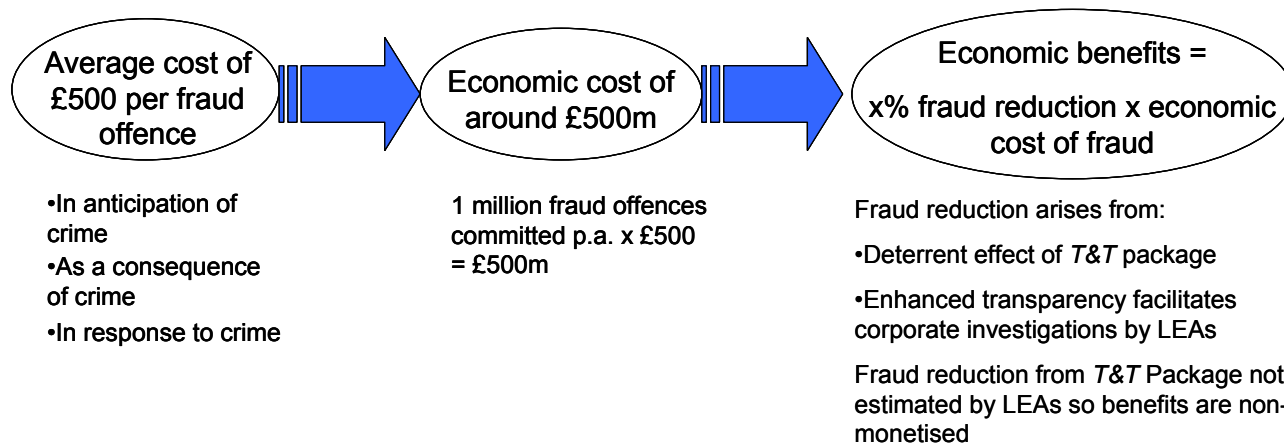 Average cost of
£500 per fraud
offence
•In anticipation of
crime
•As a consequence
of crime
•In response to crime
Economic cost of
around £500m
1 million fraud offences
committed p.a. x £500
= £500m
Economic benefits =
x% fraud reduction x economic
cost of fraud
Fraud reduction arises from:
•Deterrent effect of T&T package
•Enhanced transparency facilitates
corporate investigations by LEAs
Fraud reduction from T&T Package not
estimated by LEAs so benefits are non-
monetised